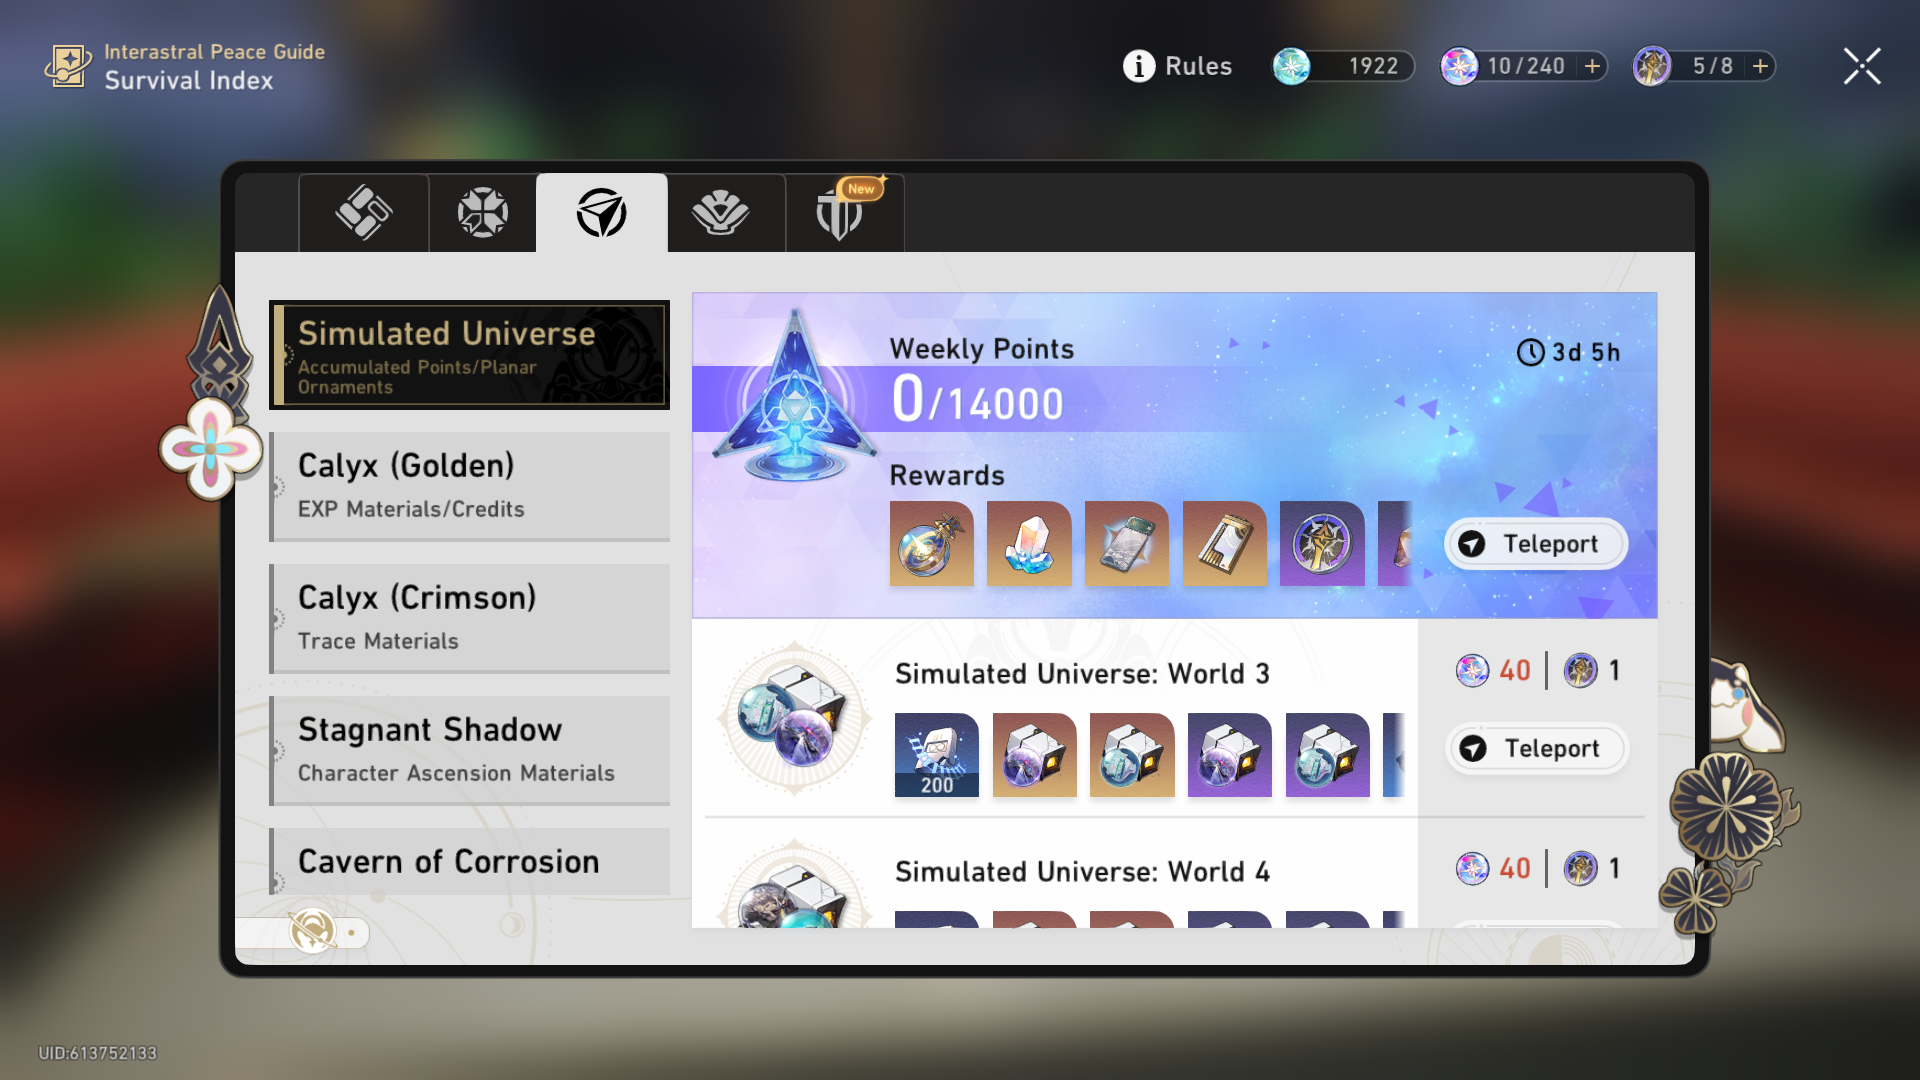 Interastral Peace Guide
Survival Index
Rules
1922
10/240
5/8
New
Simulated Universe
Accumulated Points/Planar
Ornaments
Calyx (Golden)
EXP Materials/Credits
Calyx (Crimson)
Trace Materials
Stagnant Shadow
Character Ascension Materials
Cavern of Corrosion
Weekly Points
0/14000
3d 5h
Rewards
Teleport
Simulated Universe: World 3
200
40
1
Teleport
Simulated Universe: World 4
40
1
UID:613752133